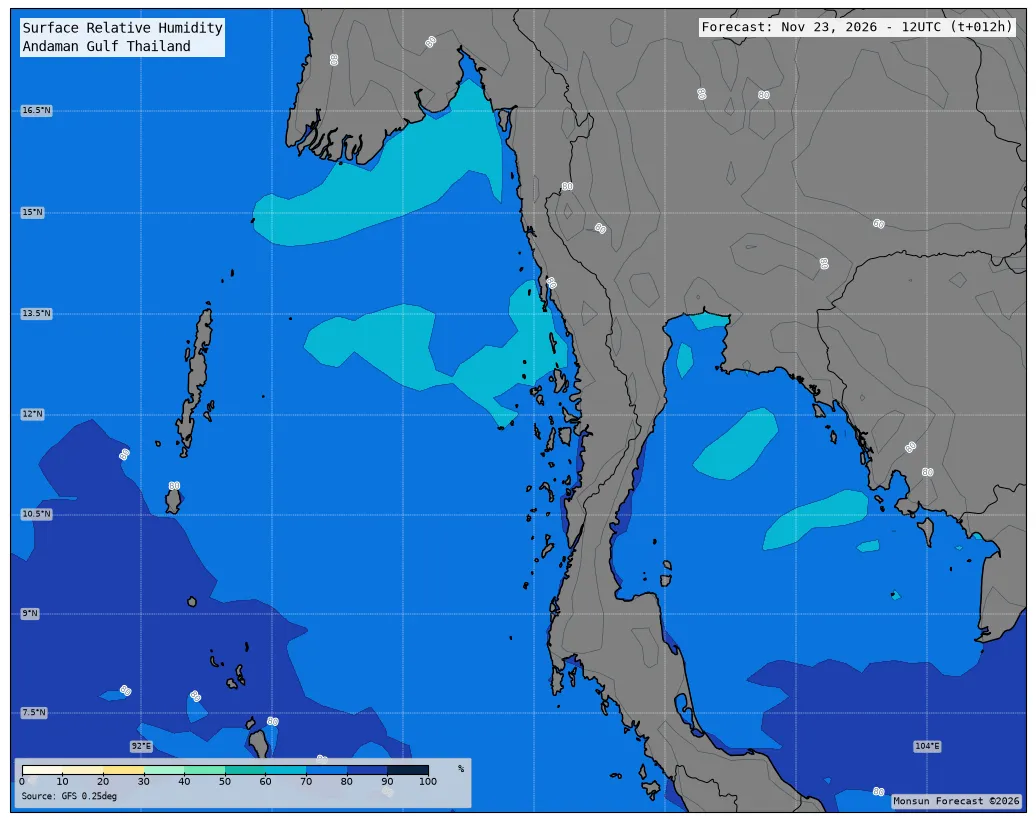 Surface Relative Humidity
Andaman Gulf Thailand
Forecast: Nov 23, 2026 - 12UTC (t+012h)
16.5°N
15°N
13.5°N
12°N
10.5°N
9°N
7.5°N
92°E
104°E
80
80
80
60
80
80
80
80
80
80
80
80
80
%
0 10 20 30 40 50 60 70 80 90 100
Source: GFS 0.25deg
Monsun Forecast ©2026